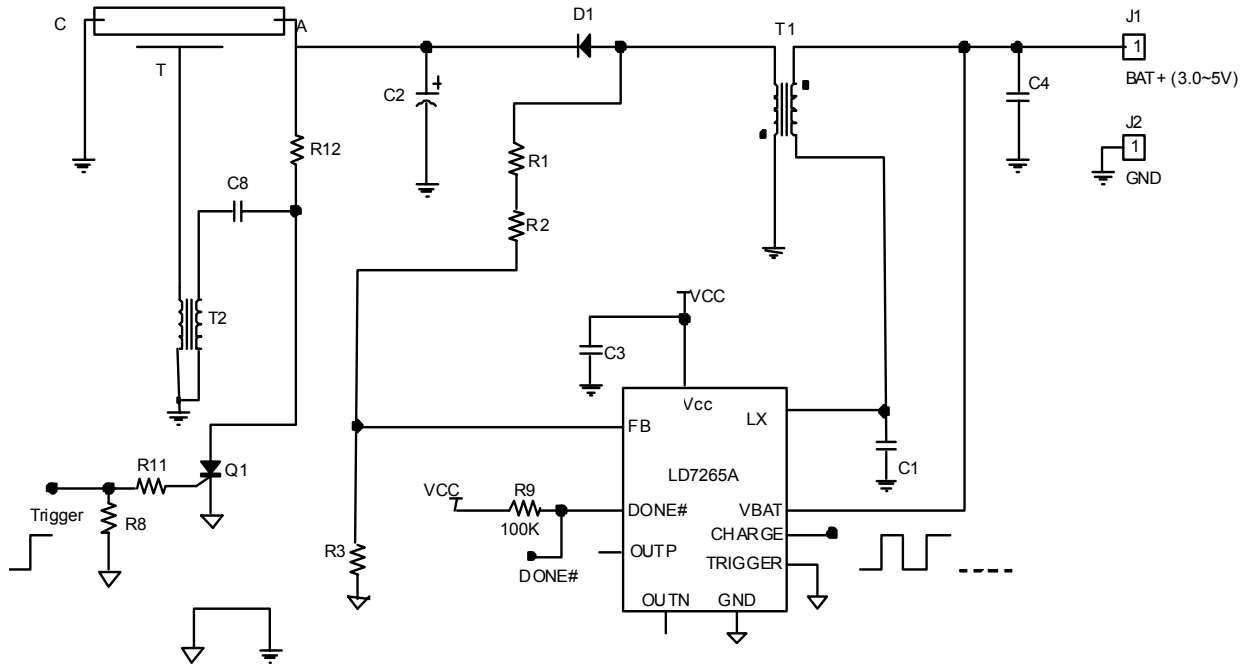 C
A
D1
T1
J1
1
BAT+ (3.0~5V)
T
C2
+
C4
J2
1
GND
R12
R1
C8
R2
T2
VCC
C3
Vcc
LX
FB
R11
Q1
LD7265A
C1
Trigger
R8
VCC
R9
100K
DONE#
VBAT
CHARGE
R3
DONE#
OUTP
TRIGGER
OUTN
GND